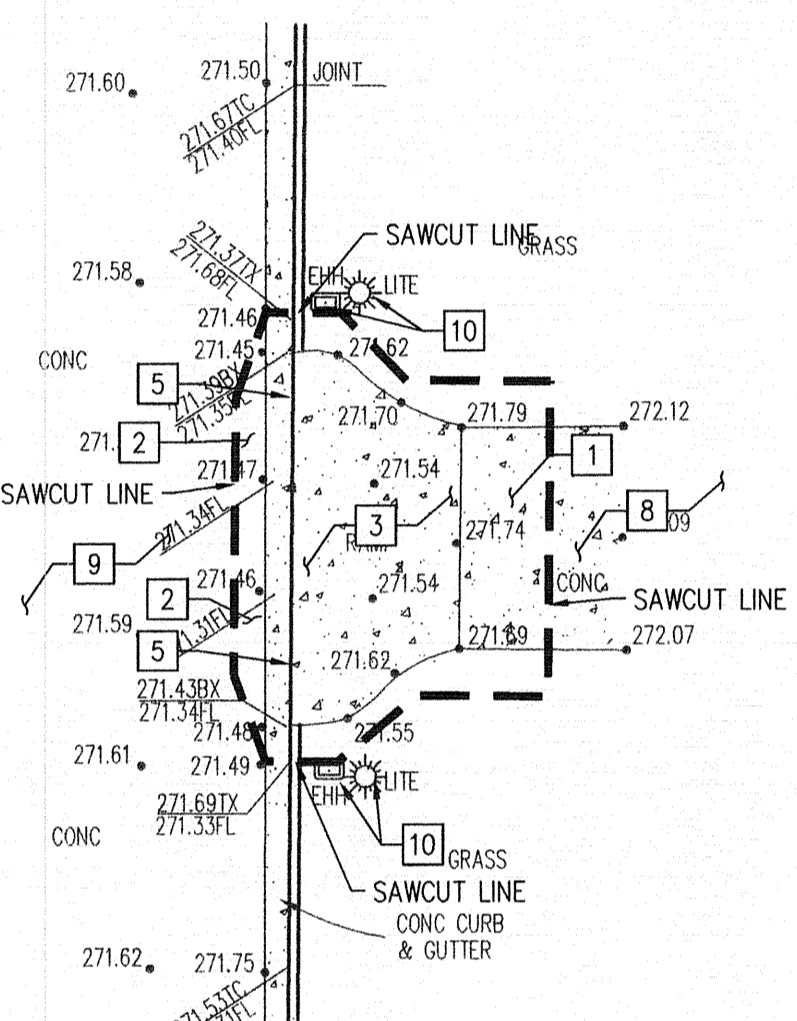 271.60
271.50
JOINT
271.67TC
271.40FL
271.37TX
271.68FL
SAWCUT LINE
GRASS
271.58
EHH
LITE
271.46
10
271.45
271.62
CONC
5
271.39BX
271.70
271.79
272.12
2
1
271.54
SAWCUT LINE
271.34FL
3
271.74
8
9
271.46
271.54
CONC
SAWCUT LINE
2
271.59
5
271.69
272.07
271.62
271.43BX
271.34FL
271.48
271.55
271.61
271.49
EHH
LITE
271.69TX
271.33FL
CONC
10
GRASS
SAWCUT LINE
CONC CURB
& GUTTER
271.62
271.75